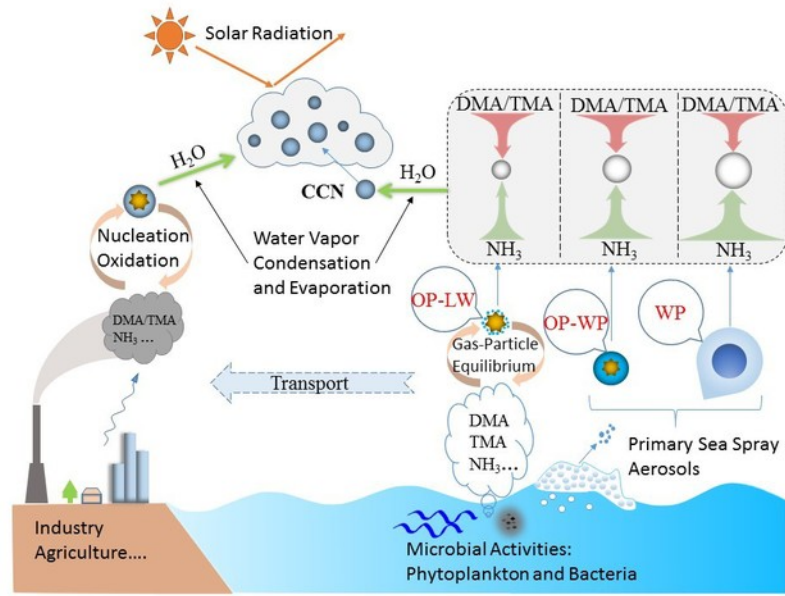 Solar Radiation
DMA/TMA
DMA/TMA
DMA/TMA
H₂O
H₂O
CCN
NH₃
NH₃
NH₃
Nucleation
Oxidation
Water Vapor
Condensation
and Evaporation
OP-LW
OP-WP
WP
DMA/TMA
NH₃ ...
Gas-Particle
Equilibrium
Transport
DMA
TMA
NH₃...
Primary Sea Spray
Aerosols
Industry
Agriculture....
Microbial Activities:
Phytoplankton and Bacteria